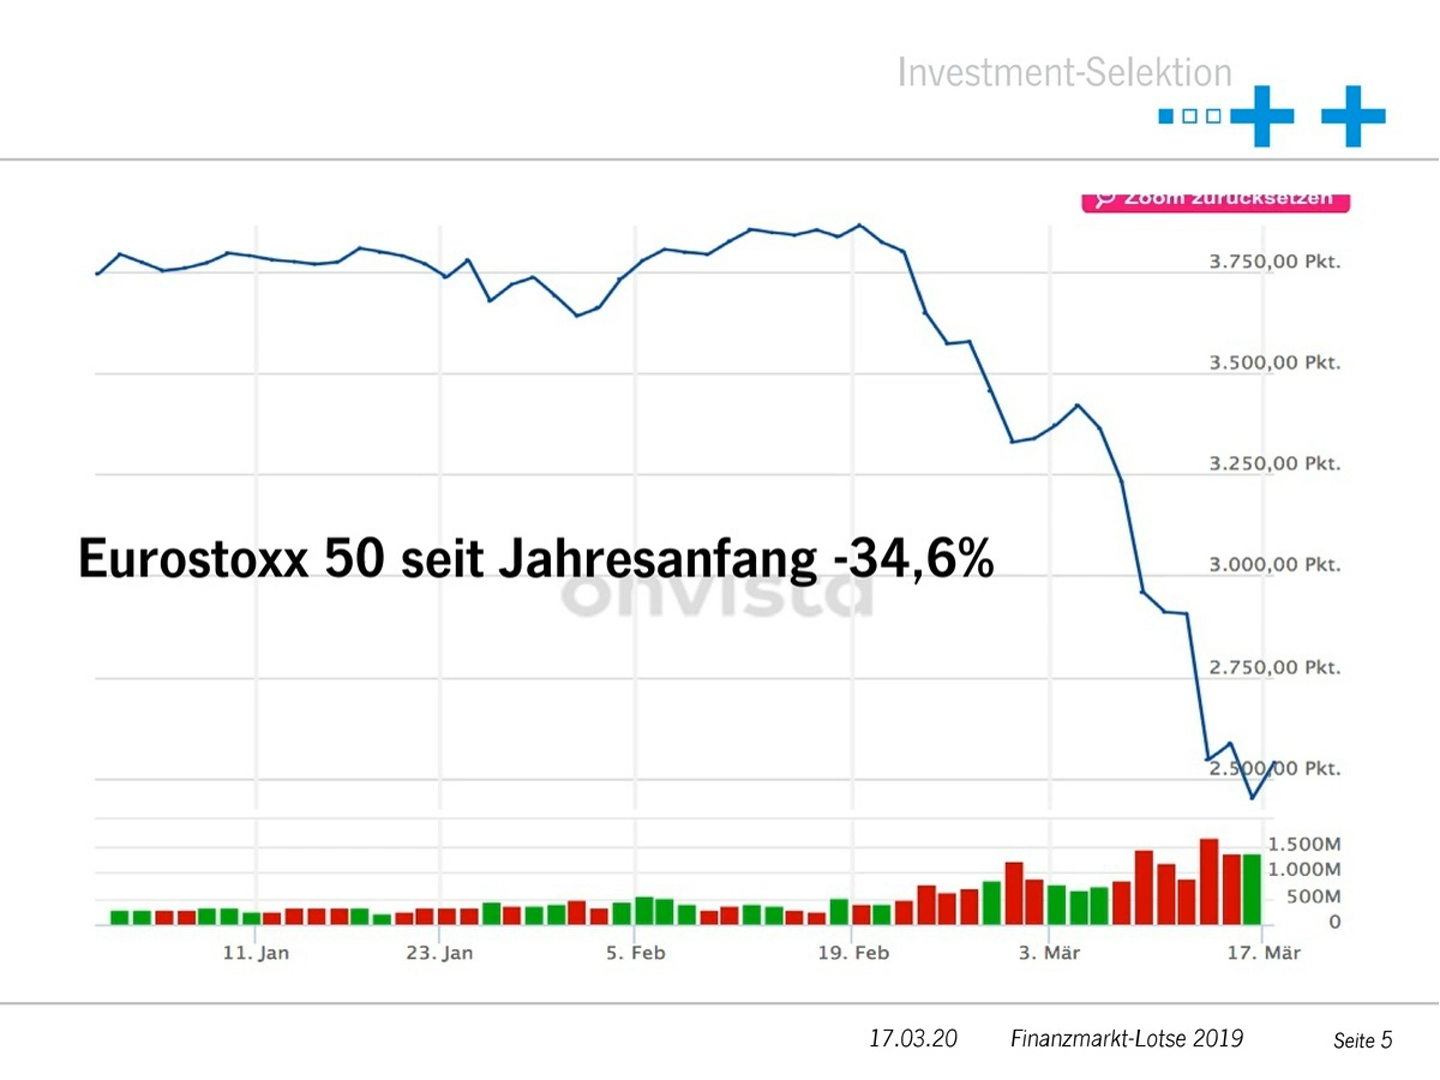 Investment-Selektion
Zoom zurücksetzen
3.750,00 Pkt.
3.500,00 Pkt.
3.250,00 Pkt.
Eurostoxx 50 seit Jahresanfang -34,6%
3.000,00 Pkt.
onvista
2.750,00 Pkt.
2.500,00 Pkt.
1.500M
1.000M
500M
0
11. Jan 23. Jan 5. Feb 19. Feb 3. Mär 17. Mär
17.03.20 Finanzmarkt-Lotse 2019 Seite 5